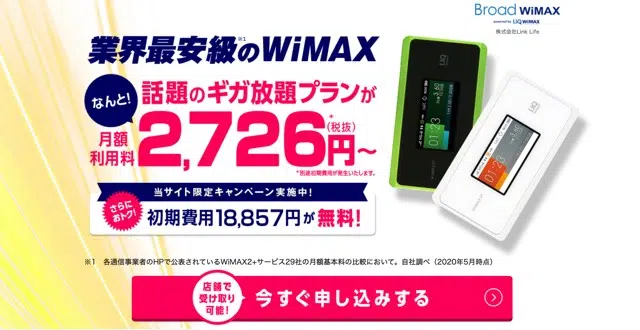 Broad WiMAX
powered by UQ WiMAX
株式会社Link Life
業界最安級のWiMAX
※1
なんと!
話題のギガ放題プランが
月額
利用料
2,726円〜
(税抜)
*
*別途初期費用が発生いたします。
当サイト限定キャンペーン実施中!
さらに
おトク!
初期費用18,857円が無料!
※1 各通信事業者のHPで公表されているWiMAX2+サービス29社の月額基本料の比較において。自社調べ(2020年5月時点)
店舗で
受け取り
可能!
今すぐ申し込みする
01:23
01:23
UQ